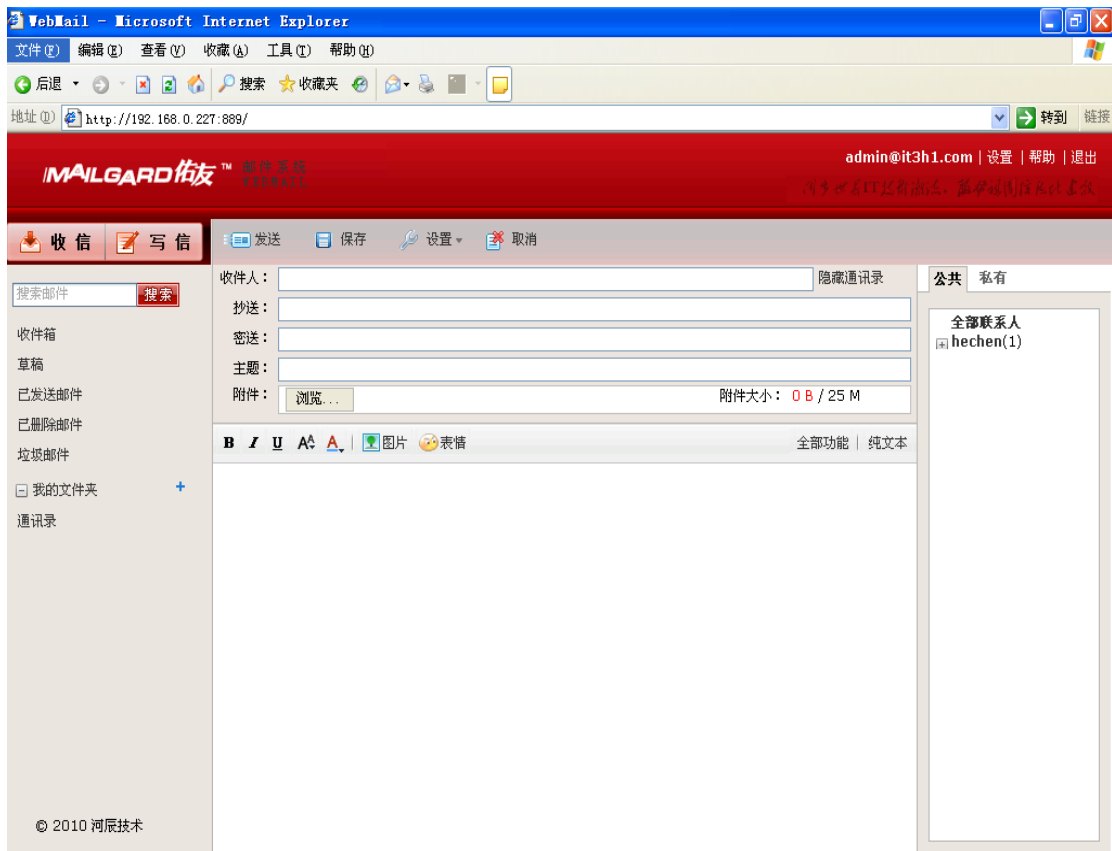 WebMail - Microsoft Internet Explorer
文件(F) 编辑(E) 查看(V) 收藏(A) 工具(T) 帮助(H)
后退 搜索 收藏夹
地址(D) http://192.168.0.227:889/ 转到 链接
MAILGARD佑友™ 邮件系统
WEBMAIL
admin@it3h1.com | 设置 | 帮助 | 退出
收信 写信
发送 保存 设置 取消
搜索邮件 搜索
收件箱
草稿
已发送邮件
已删除邮件
垃圾邮件
我的文件夹 +
通讯录
© 2010 河辰技术
收件人: 隐藏通讯录
抄送:
密送:
主题:
附件: 浏览... 附件大小: 0 B / 25 M
B I U A A 图片 表情 全部功能 | 纯文本
公共 私有
全部联系人
hechen(1)